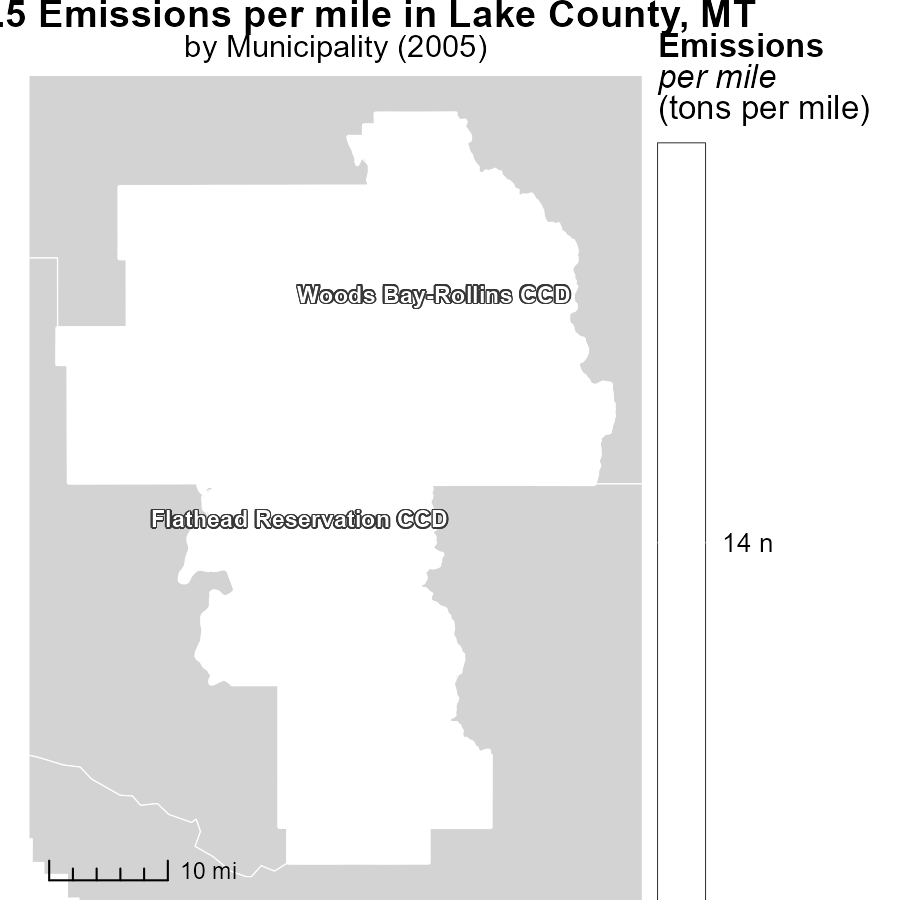 .5 Emissions per mile in Lake County, MT
by Municipality (2005)
Emissions
per mile
(tons per mile)
Woods Bay-Rollins CCD
Flathead Reservation CCD
14 n
10 mi